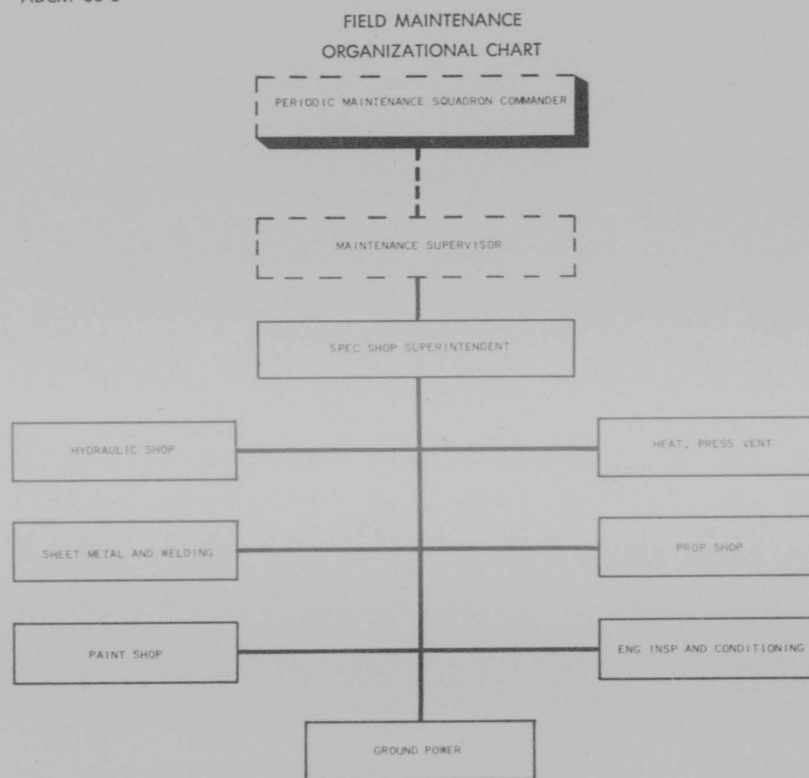 FIELD MAINTENANCE
ORGANIZATIONAL CHART
PERIODIC MAINTENANCE SQUADRON COMMANDER
MAINTENANCE SUPERVISOR
SPEC SHOP SUPERINTENDENT
HYDRAULIC SHOP
HEAT, PRESS VENT
SHEET METAL AND WELDING
PROP SHOP
PAINT SHOP
ENG INSP AND CONDITIONING
GROUND POWER